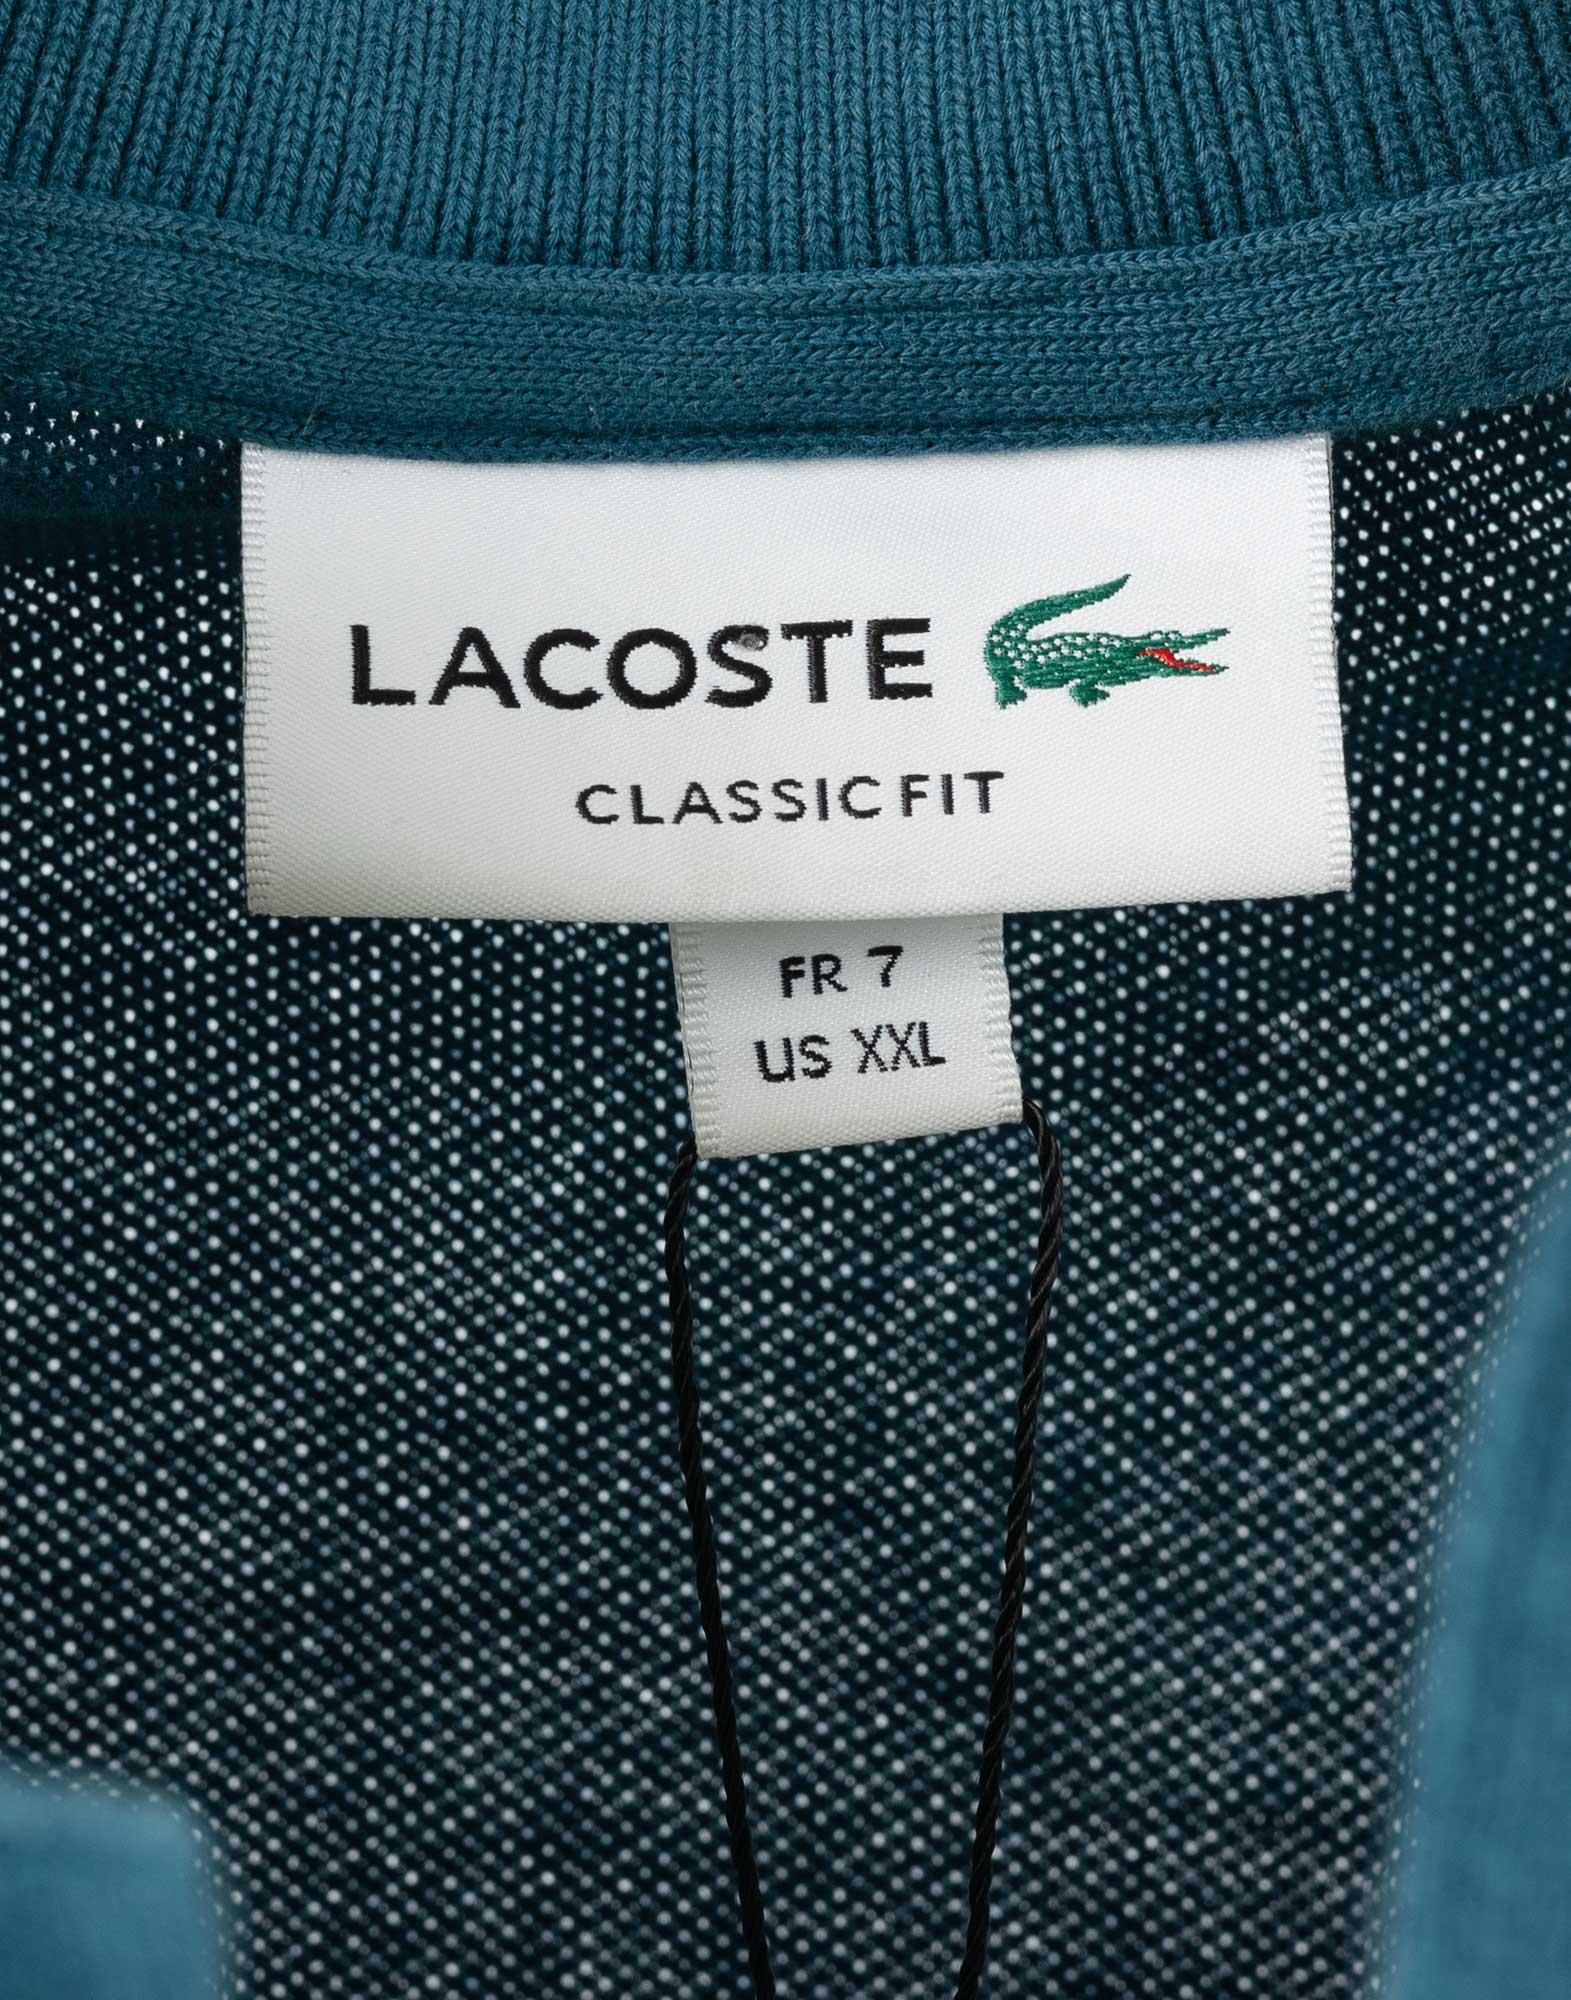 LACOSTE
CLASSIC FIT
FR 7
US XXL